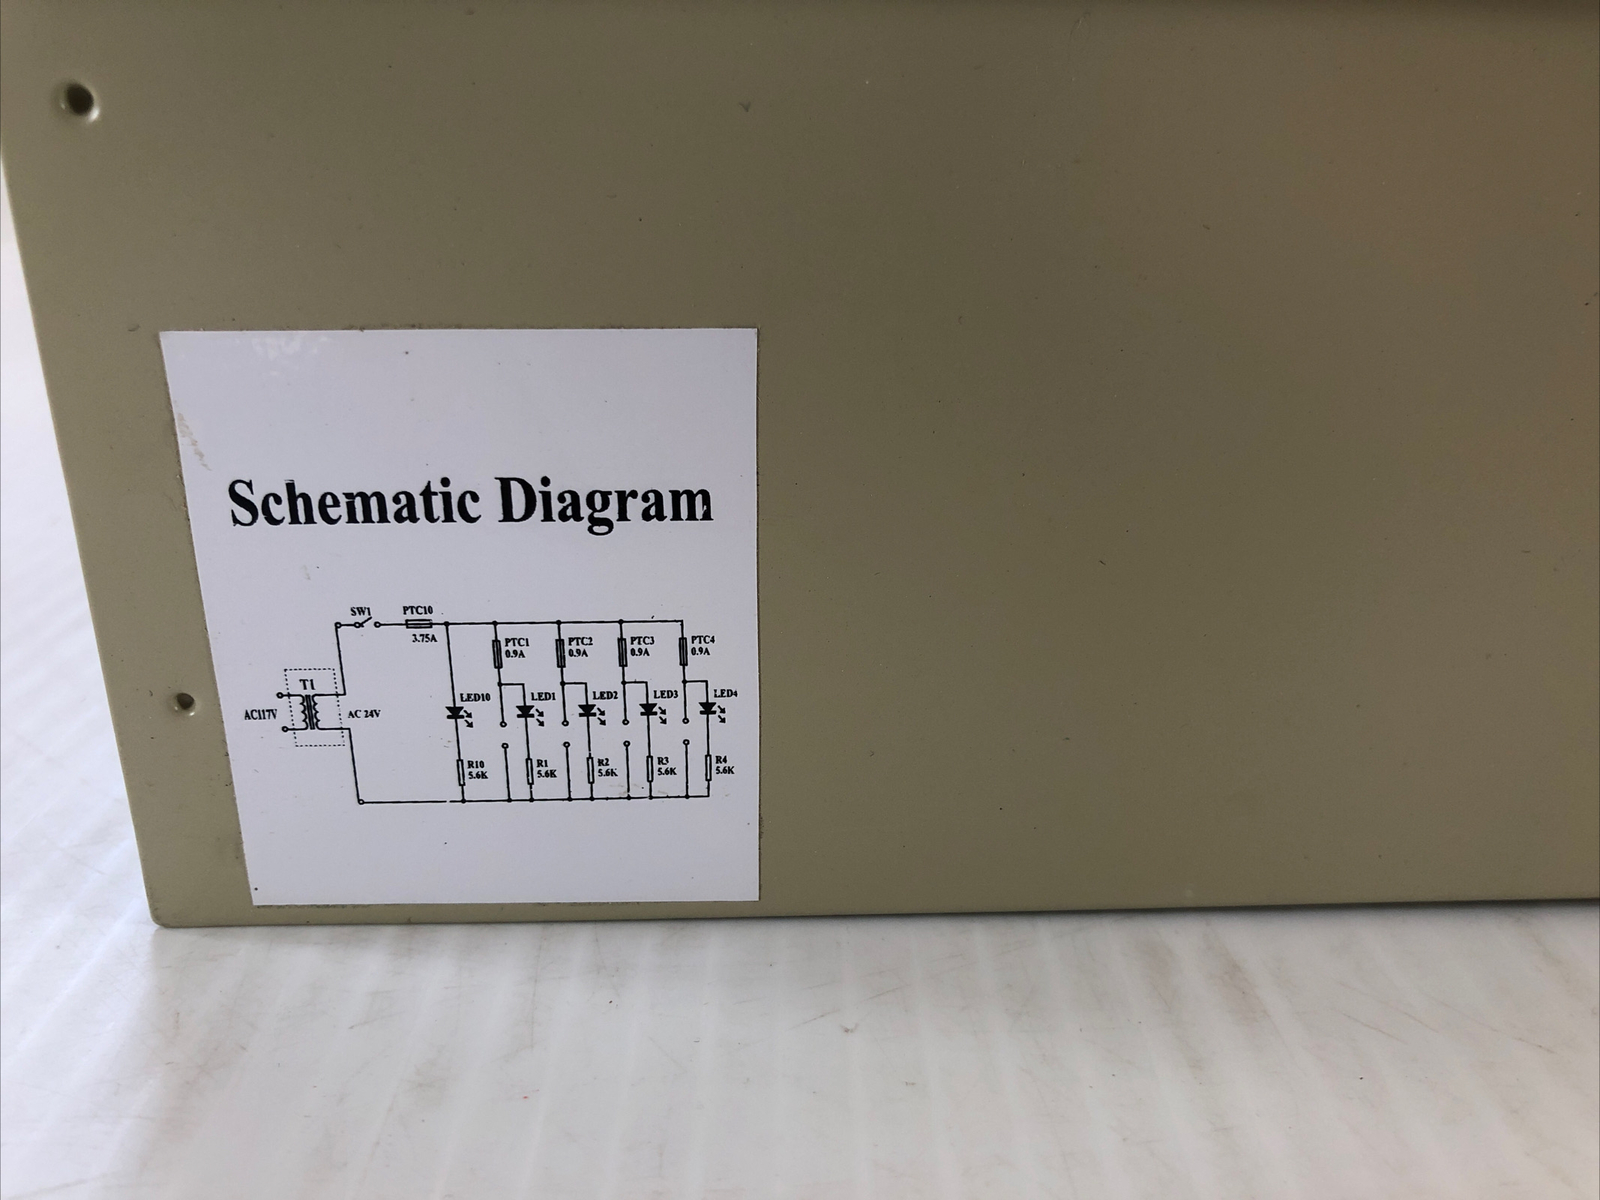 Schematic Diagram
SW1 PTC10
3.75A
PTC1 0.9A
PTC2 0.9A
PTC3 0.9A
PTC4 0.9A
T1
AC117V
AC 24V
LED10 LED1 LED2 LED3 LED4
R10 5.6K
R1 5.6K
R2 5.6K
R3 5.6K
R4 5.6K